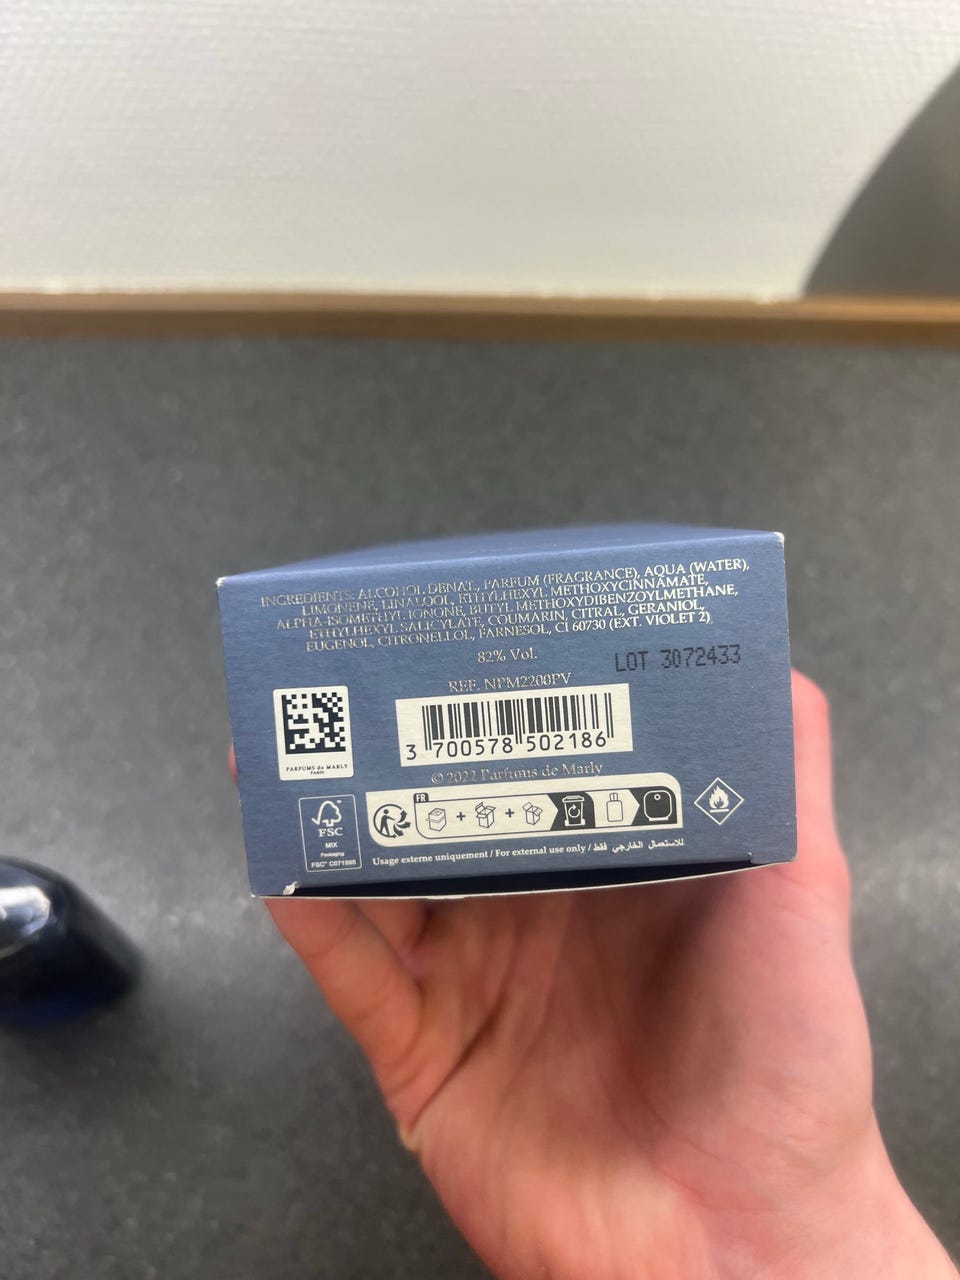 INGREDIENTS: ALCOHOL DENAT., PARFUM (FRAGRANCE), AQUA (WATER),
LIMONENE, LINALOOL, ETHYLHEXYL METHOXYCINNAMATE,
ALPHA-ISOMETHYL IONONE, BUTYL METHOXYDIBENZOYLMETHANE,
ETHYLHEXYL SALICYLATE, COUMARIN, CITRAL, GERANIOL,
EUGENOL, CITRONELLOL, FARNESOL, CI 60730 (EXT. VIOLET 2)
82% Vol.
LOT 3072433
REF. NPM2200PV
3 700578 502186
PARFUMS de MARLY
PARIS
© 2022 Parfums de Marly
FR
+ +
FSC
MIX
Packaging
FSC™ C071995
Usage externe uniquement / For external use only / للاستعمال الخارجي فقط